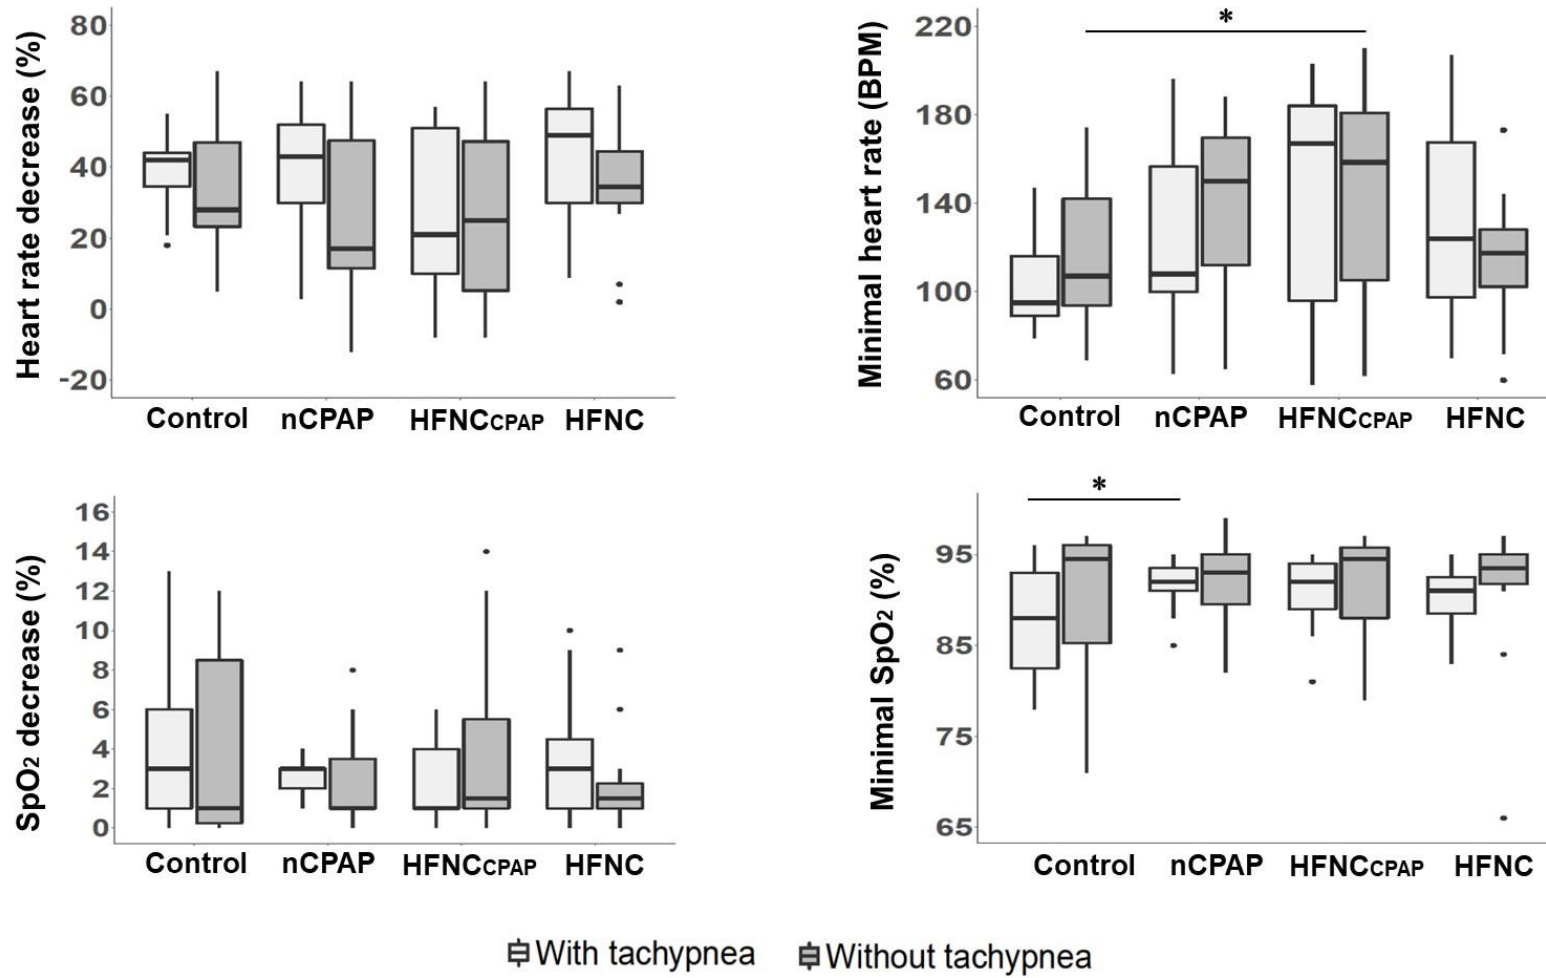 Heart rate decrease (%)
80
60
40
20
0
-20
Control nCPAP HFNCCPAP HFNC
Minimal heart rate (BPM)
*
220
180
140
100
60
Control nCPAP HFNCCPAP HFNC
SpO2 decrease (%)
16
14
12
10
8
6
4
2
0
Control nCPAP HFNCCPAP HFNC
Minimal SpO2 (%)
*
95
85
75
65
Control nCPAP HFNCCPAP HFNC
With tachypnea Without tachypnea